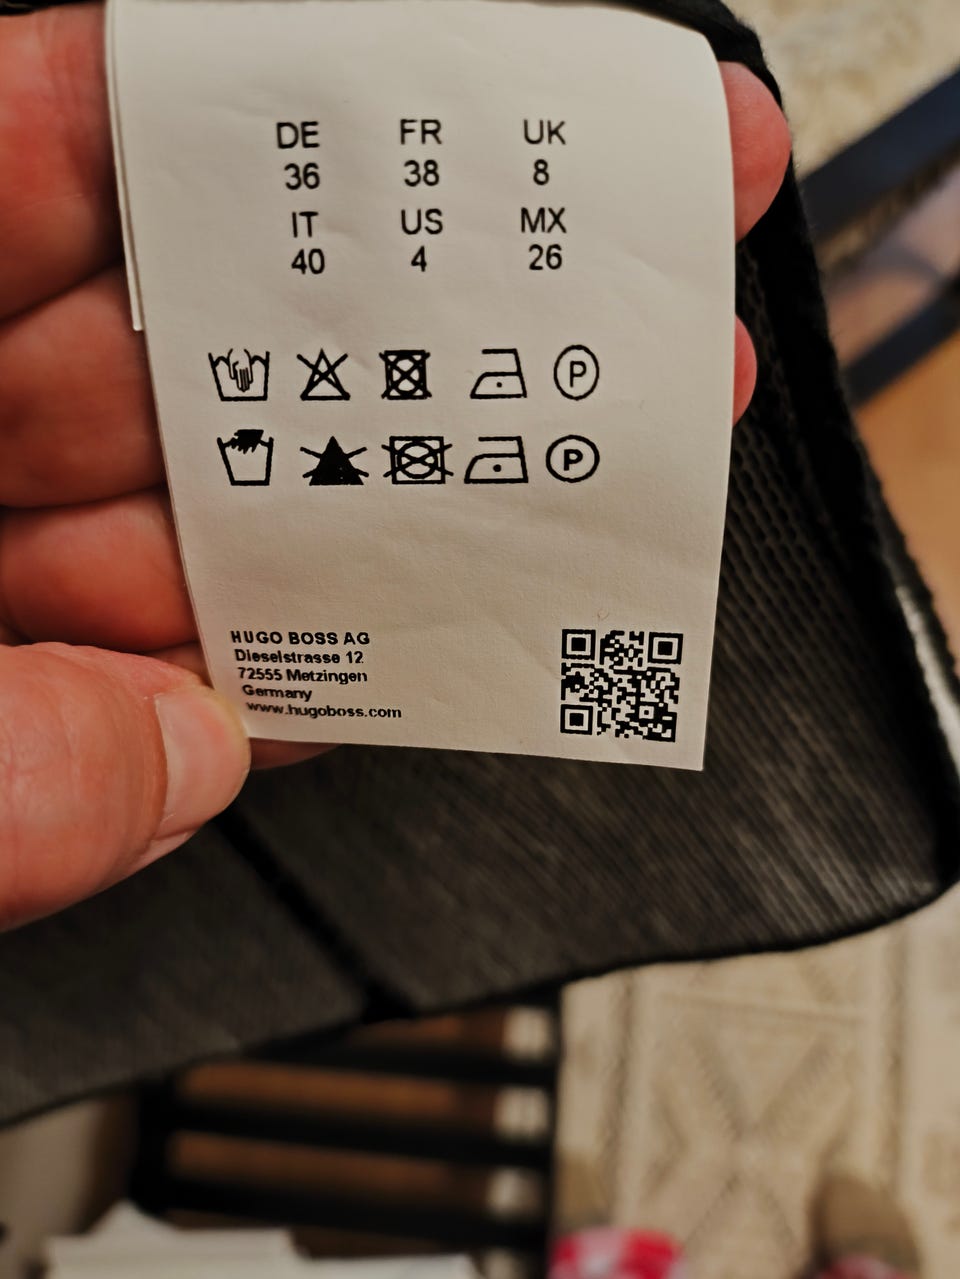 DE FR UK
36 38 8
IT US MX
40 4 26
P
P
HUGO BOSS AG
Dieselstrasse 12
72555 Metzingen
Germany
www.hugoboss.com